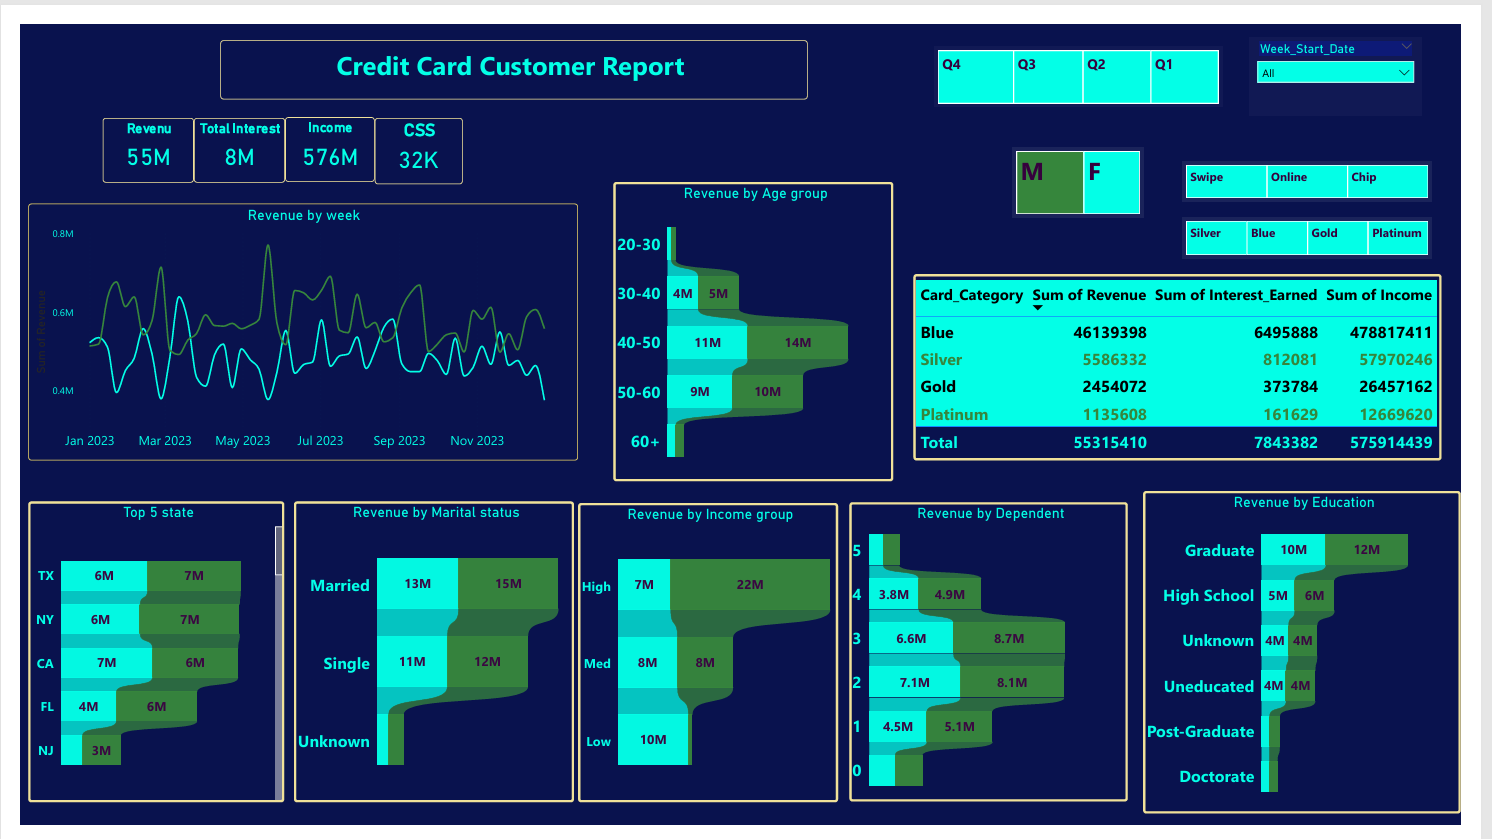 Credit Card Customer Report
Q4 Q3 Q2 Q1
Week_Start_Date
All
Revenu Total Interest Income CSS
55M 8M 576M 32K
M F
Swipe Online Chip
Silver Blue Gold Platinum
Revenue by week
0.8M
0.6M
0.4M
Sum of Revenue
Jan 2023 Mar 2023 May 2023 Jul 2023 Sep 2023 Nov 2023
Revenue by Age group
20-30
30-40 4M 5M
40-50 11M 14M
50-60 9M 10M
60+
Card_Category Sum of Revenue Sum of Interest_Earned Sum of Income
Blue 46139398 6495888 478817411
Silver 5586332 812081 57970246
Gold 2454072 373784 26457162
Platinum 1135608 161629 12669620
Total 55315410 7843382 575914439
Top 5 state
TX 6M 7M
NY 6M 7M
CA 7M 6M
FL 4M 6M
NJ 3M
Revenue by Marital status
Married 13M 15M
Single 11M 12M
Unknown
Revenue by Income group
High 7M 22M
Med 8M 8M
Low 10M
Revenue by Dependent
5
4 3.8M 4.9M
3 6.6M 8.7M
2 7.1M 8.1M
1 4.5M 5.1M
0
Revenue by Education
Graduate 10M 12M
High School 5M 6M
Unknown 4M 4M
Uneducated 4M 4M
Post-Graduate
Doctorate